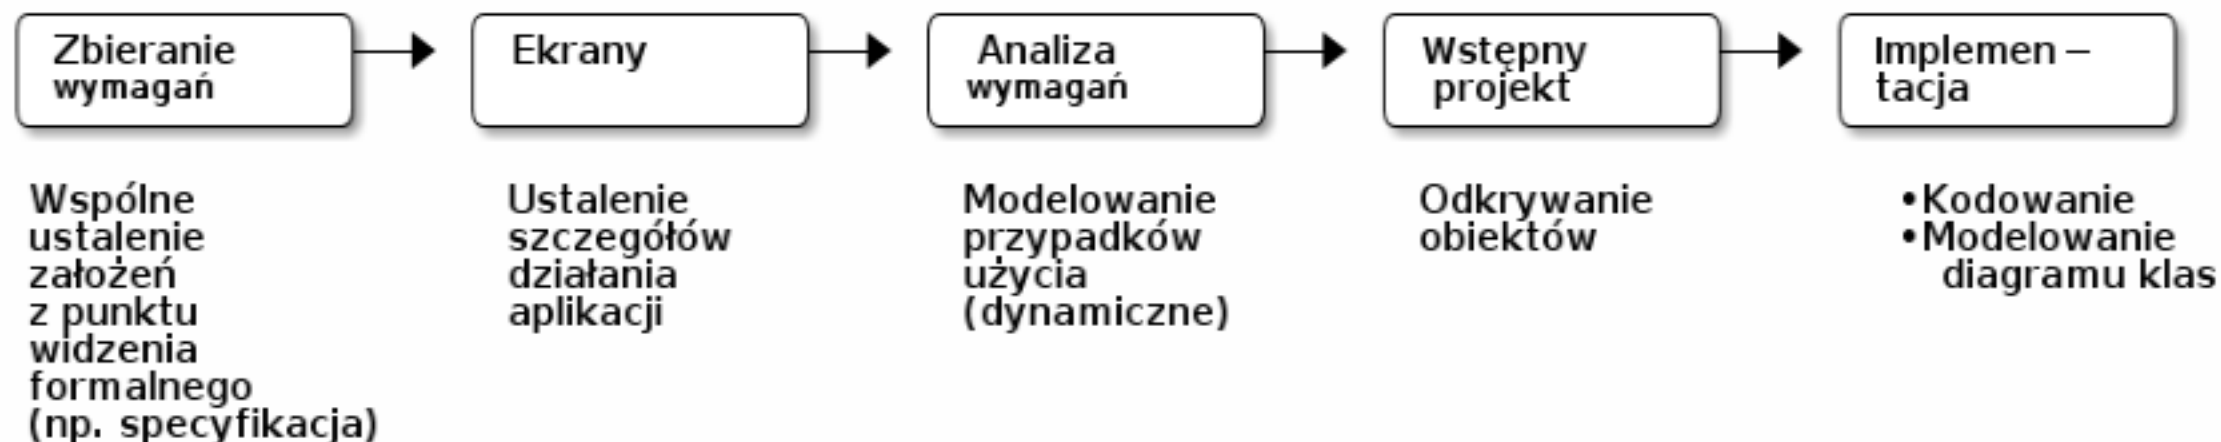 Zbieranie
wymagań
Ekrany
Analiza
wymagań
Wstępny
projekt
Implemen –
tacja
Wspólne
ustalenie
założeń
z punktu
widzenia
formalnego
(np. specyfikacja)
Ustalenie
szczegółów
działania
aplikacji
Modelowanie
przypadków
użycia
(dynamiczne)
Odkrywanie
obiektów
•Kodowanie
•Modelowanie
diagramu klas